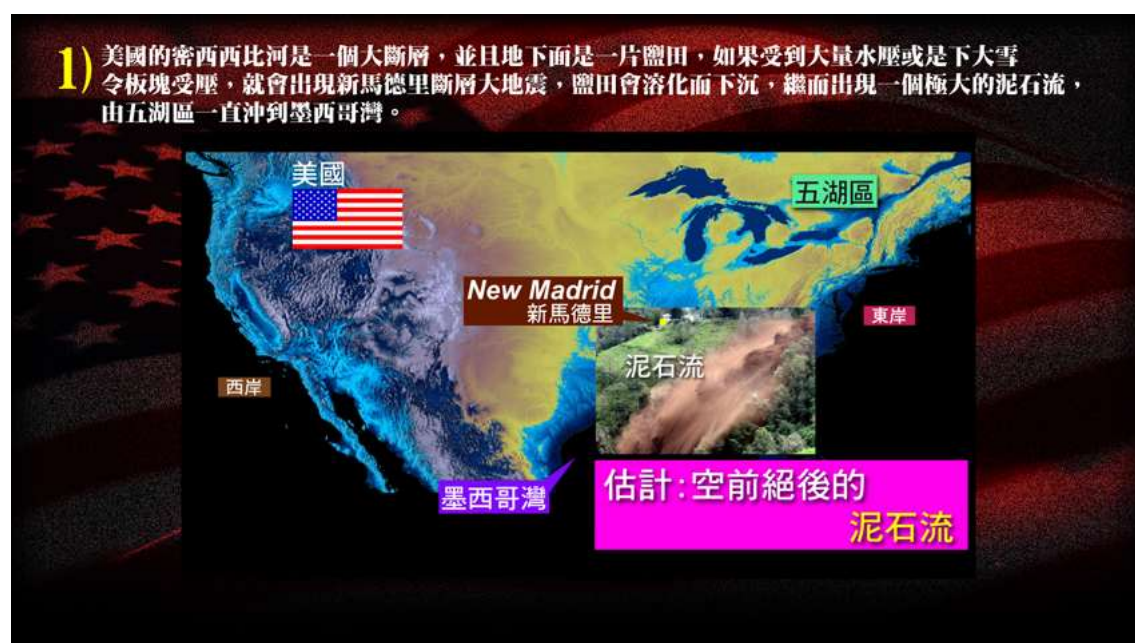 1) 美國的密西西比河是一個大斷層，並且地下面是一片鹽田，如果受到大量水壓或是下大雪
令板塊受壓，就會出現新馬德里斷層大地震，鹽田會溶化而下沉，繼而出現一個極大的泥石流，
由五湖區一直沖到墨西哥灣。
美國
五湖區
New Madrid
新馬德里
東岸
泥石流
西岸
墨西哥灣
估計：空前絕後的
泥石流